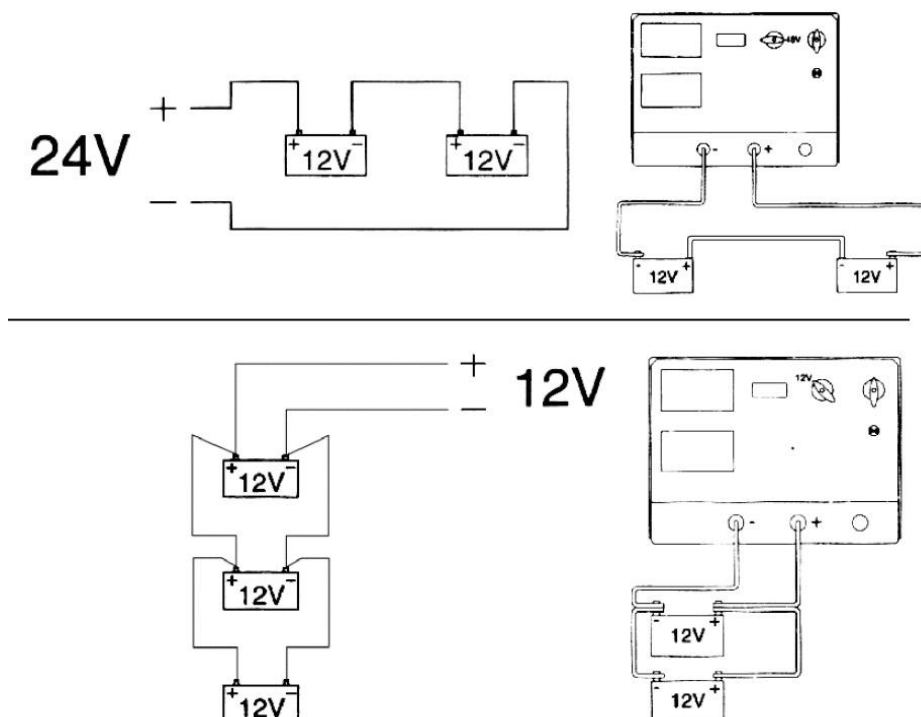 +
24V
−
+ 12V −
+ 12V −
- +
- 12V +
- 12V +
+
− 12V
+ 12V −
+ 12V −
+ 12V −
12V
- +
- 12V +
- 12V +